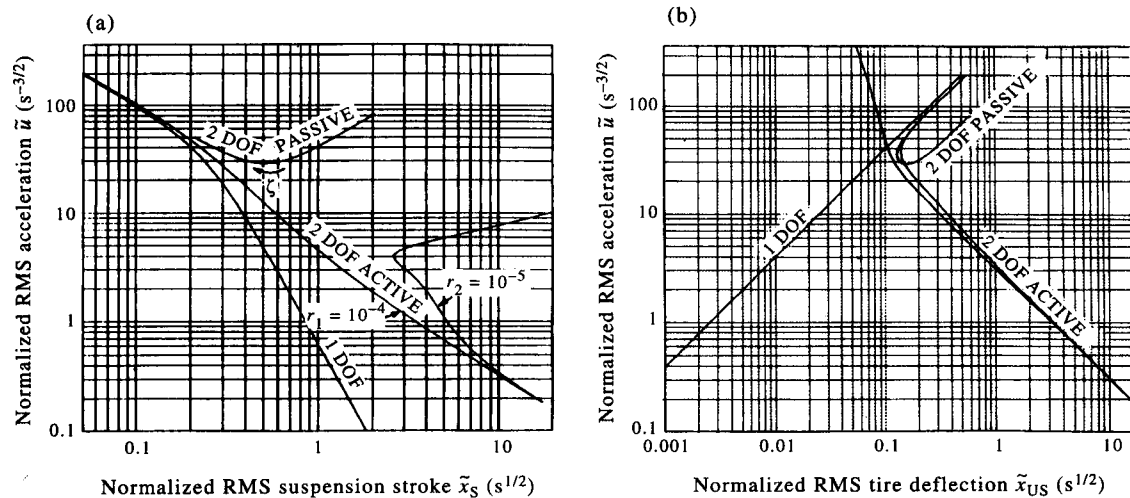 (a)
Normalized RMS acceleration ũ (s⁻³/²)
100
10
1
0.1
2 DOF PASSIVE
ζ
2 DOF ACTIVE
r₂ = 10⁻⁵
r₁ = 10⁻⁴
1 DOF
0.1
1
10
Normalized RMS suspension stroke x̃S (s¹/²)
(b)
Normalized RMS acceleration ũ (s⁻³/²)
100
10
1
0.1
2 DOF PASSIVE
1 DOF
2 DOF ACTIVE
0.001
0.01
0.1
1
10
Normalized RMS tire deflection x̃US (s¹/²)